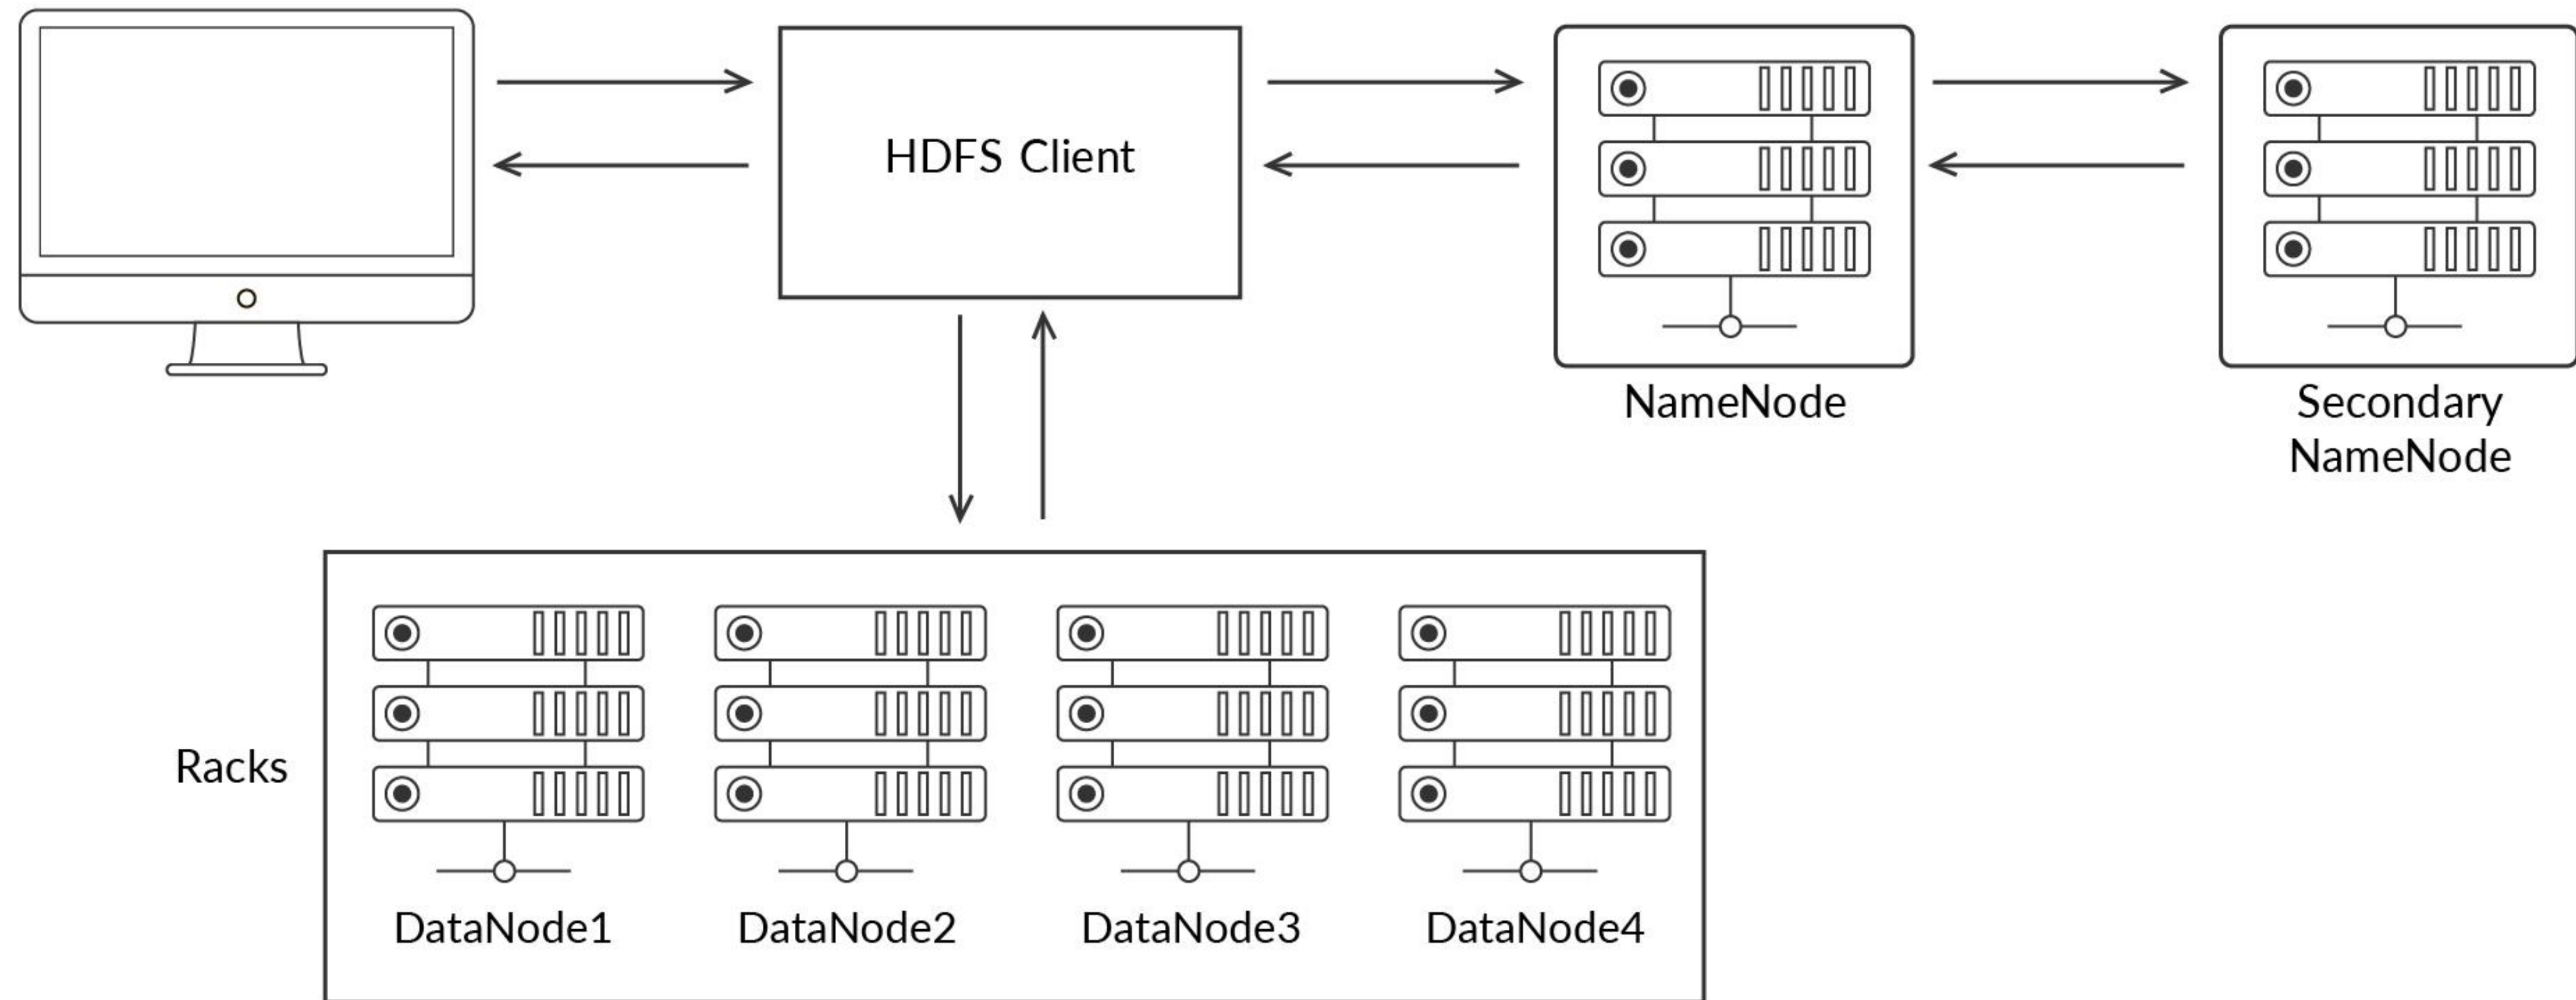 HDFS Client
NameNode
Secondary
NameNode
Racks
DataNode1
DataNode2
DataNode3
DataNode4